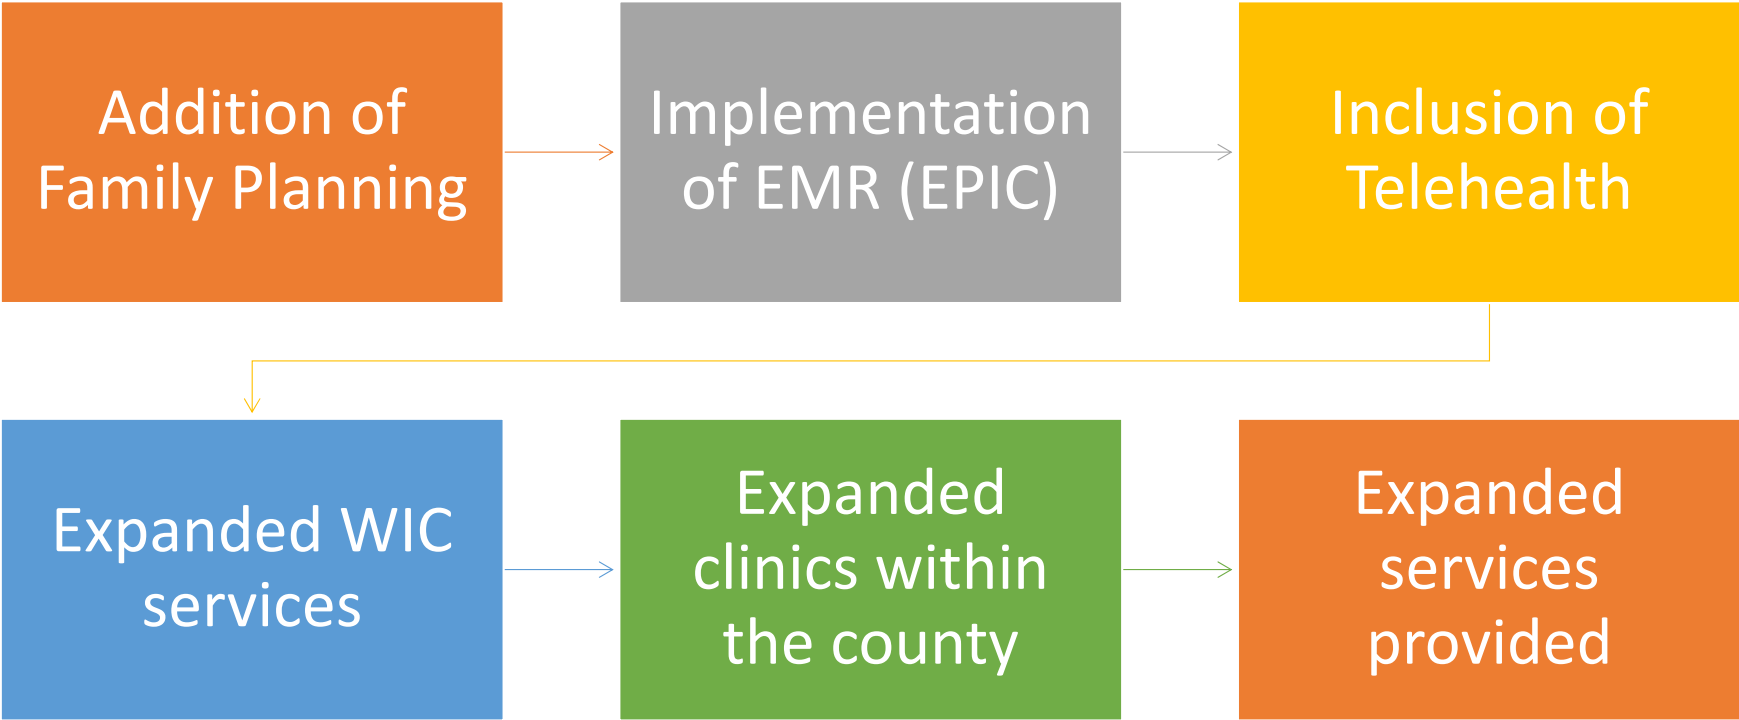 Addition of
Family Planning
Implementation
of EMR (EPIC)
Inclusion of
Telehealth
Expanded WIC
services
Expanded
clinics within
the county
Expanded
services
provided